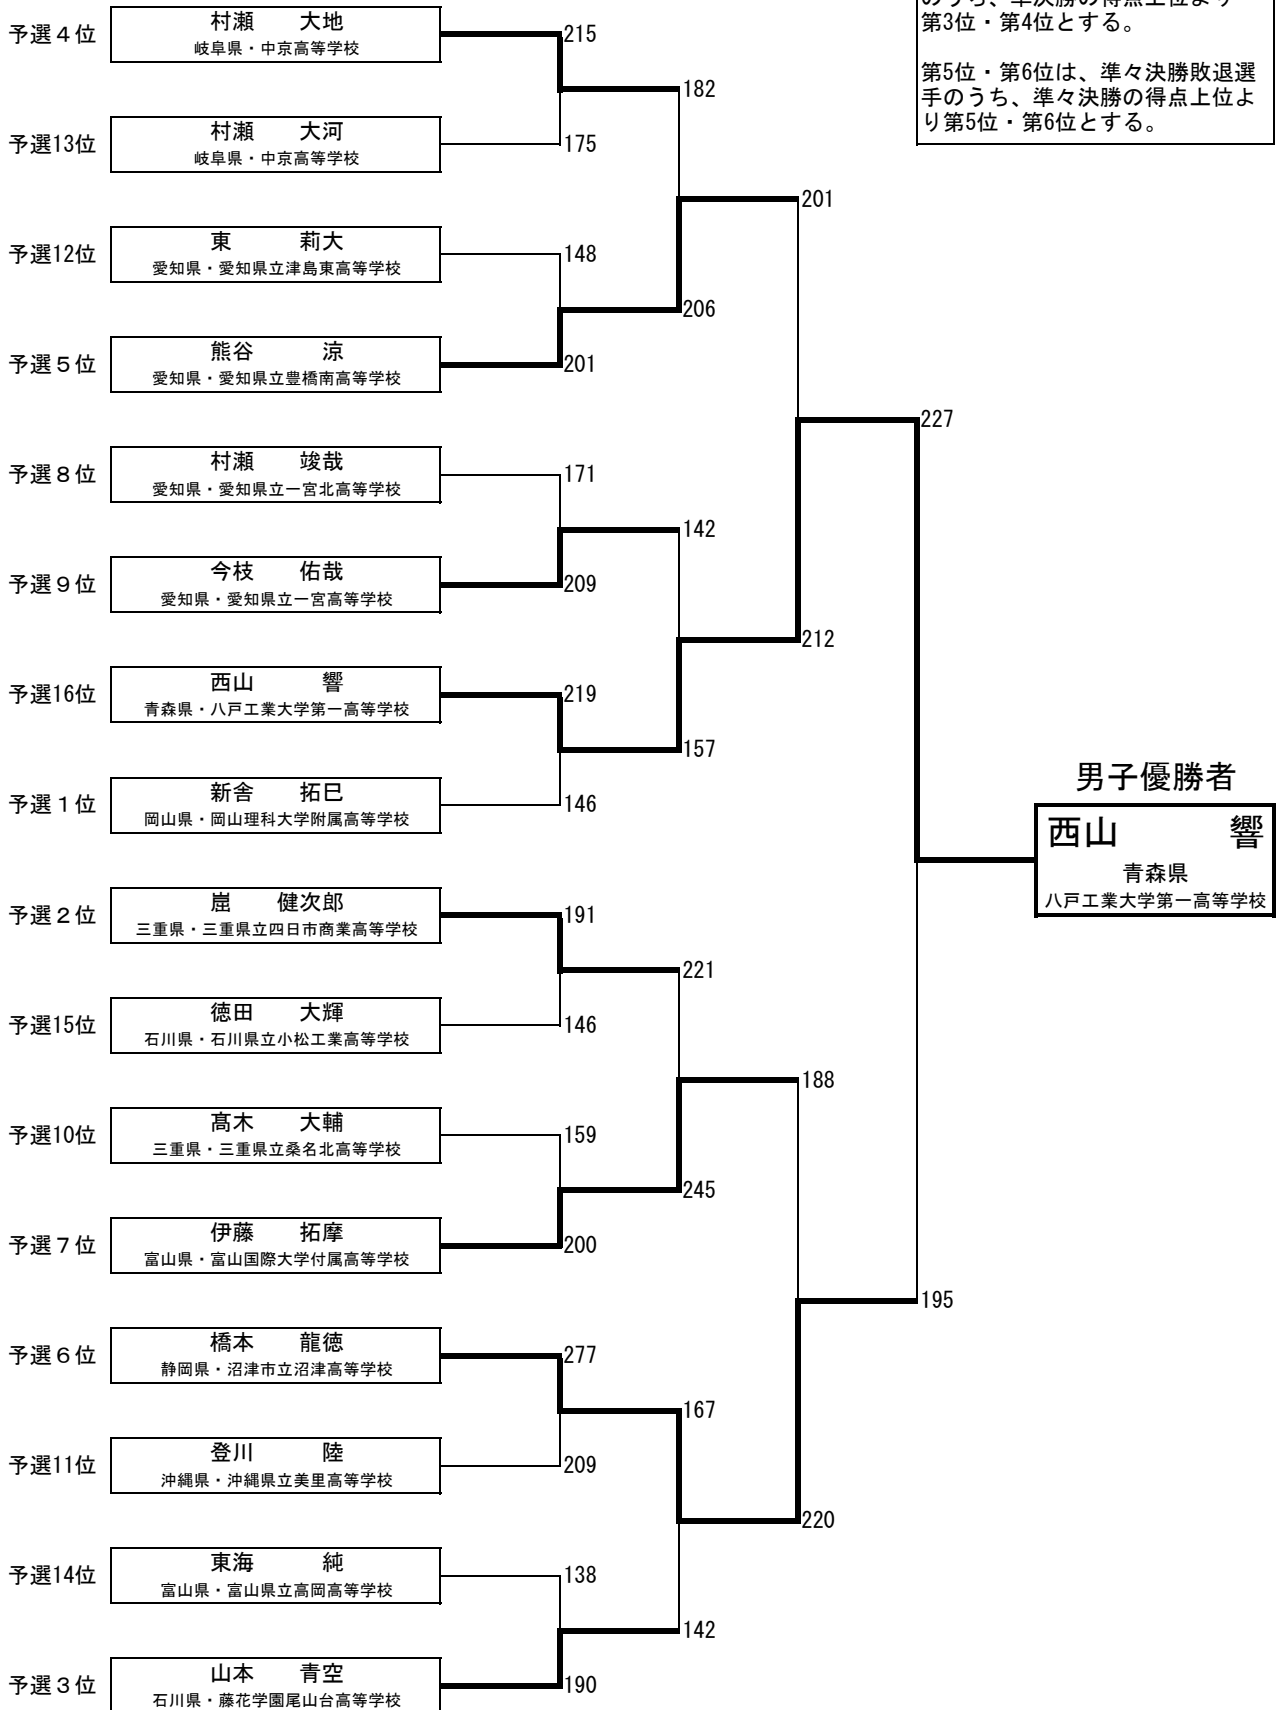 第3位・第4位とする。
第5位・第6位は、準々決勝敗退選
手のうち、準々決勝の得点上位よ
り第5位・第6位とする。
予選４位
村瀬　大地
岐阜県・中京高等学校
215
182
予選13位
村瀬　大河
岐阜県・中京高等学校
175
201
予選12位
東　莉大
愛知県・愛知県立津島東高等学校
148
206
予選５位
熊谷　涼
愛知県・愛知県立豊橋南高等学校
201
227
予選８位
村瀬　竣哉
愛知県・愛知県立一宮北高等学校
171
142
予選９位
今枝　佑哉
愛知県・愛知県立一宮高等学校
209
212
予選16位
西山　響
青森県・八戸工業大学第一高等学校
219
157
予選１位
新舎　拓巳
岡山県・岡山理科大学附属高等学校
146
男子優勝者
西山　響
青森県
八戸工業大学第一高等学校
予選２位
嵩　健次郎
三重県・三重県立四日市商業高等学校
191
221
予選15位
徳田　大輝
石川県・石川県立小松工業高等学校
146
188
予選10位
髙木　大輔
三重県・三重県立桑名北高等学校
159
245
予選７位
伊藤　拓摩
富山県・富山国際大学付属高等学校
200
195
予選６位
橋本　龍徳
静岡県・沼津市立沼津高等学校
277
167
予選11位
登川　陸
沖縄県・沖縄県立美里高等学校
209
220
予選14位
東海　純
富山県・富山県立高岡高等学校
138
142
予選３位
山本　青空
石川県・藤花学園尾山台高等学校
190